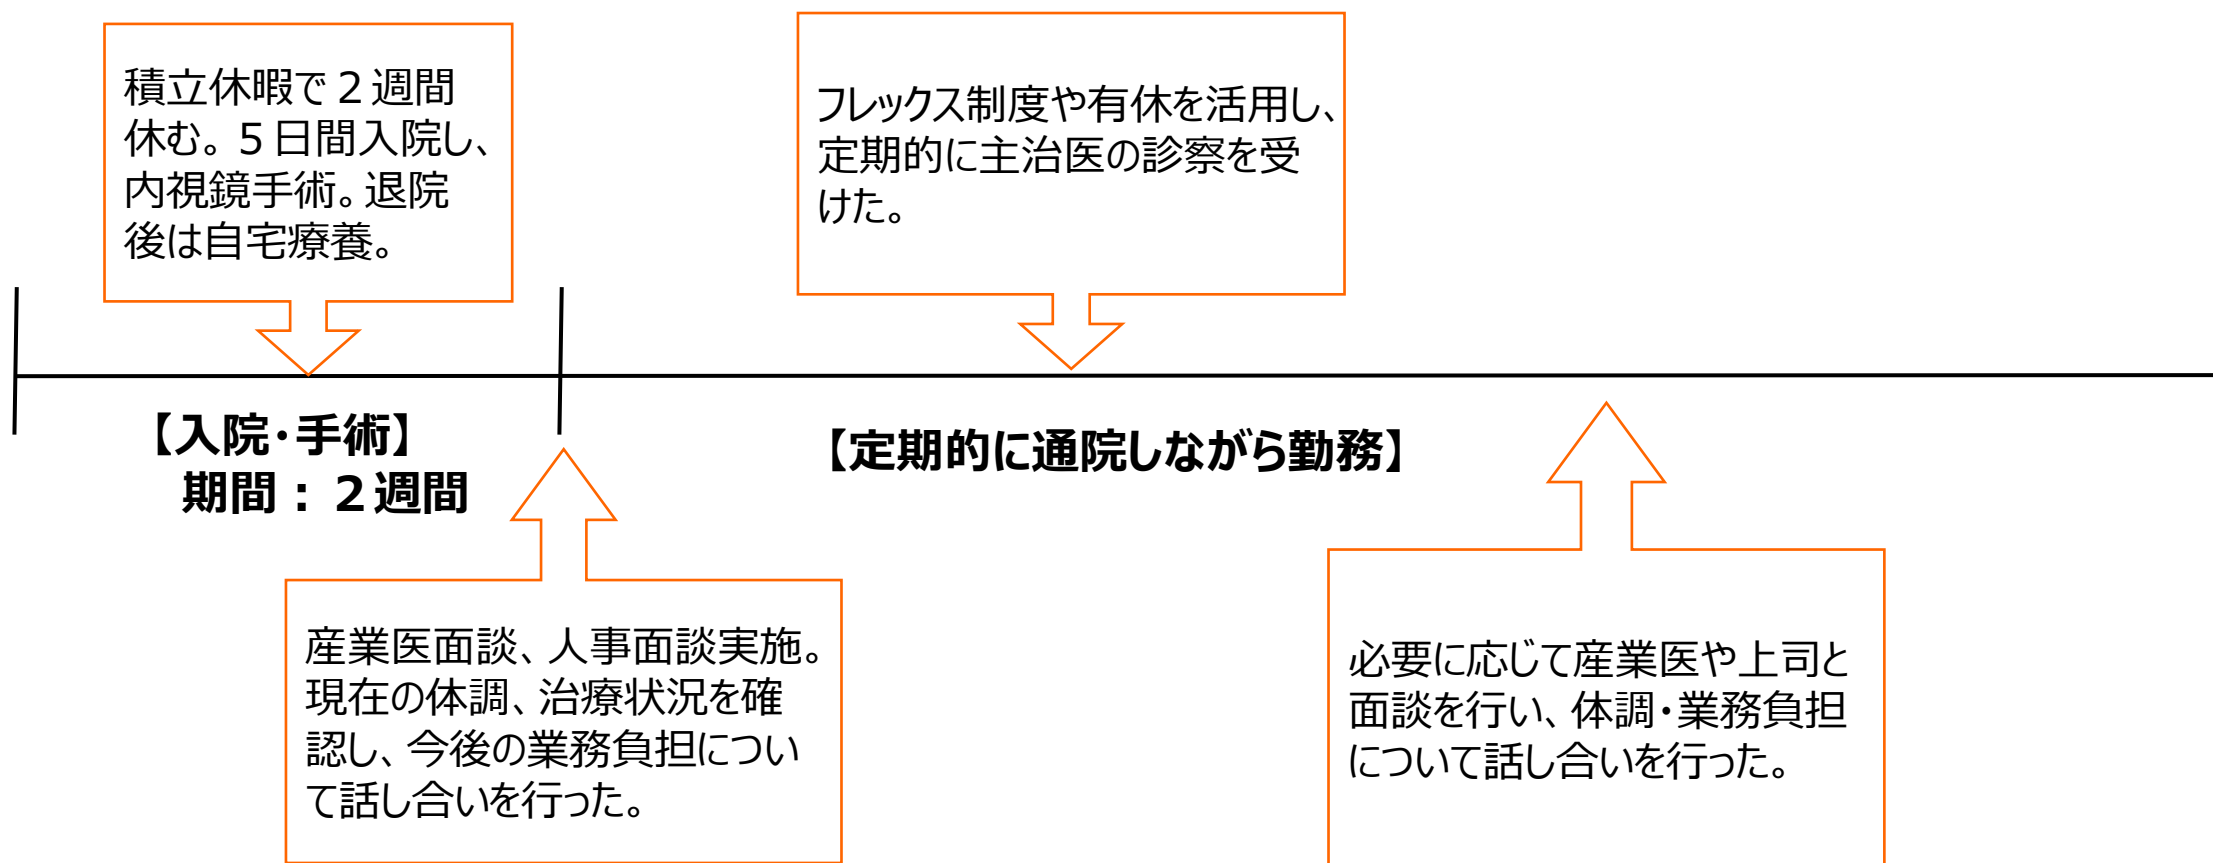 積立休暇で２週間
休む。５日間入院し、
内視鏡手術。退院
後は自宅療養。
フレックス制度や有休を活用し、
定期的に主治医の診察を受
けた。
【入院・手術】
期間：２週間
【定期的に通院しながら勤務】
産業医面談、人事面談実施。
現在の体調、治療状況を確
認し、今後の業務負担につい
て話し合いを行った。
必要に応じて産業医や上司と
面談を行い、体調・業務負担
について話し合いを行った。